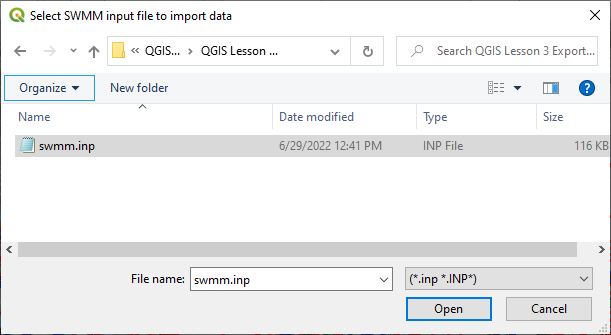 Select SWMM input file to import data
« QGIS... > QGIS Lesson ... Search QGIS Lesson 3 Export...
Organize New folder
Name Date modified Type Size
swmm.inp 6/29/2022 12:41 PM INP File 116 KB
File name: swmm.inp (*.inp *.INP*)
Open Cancel